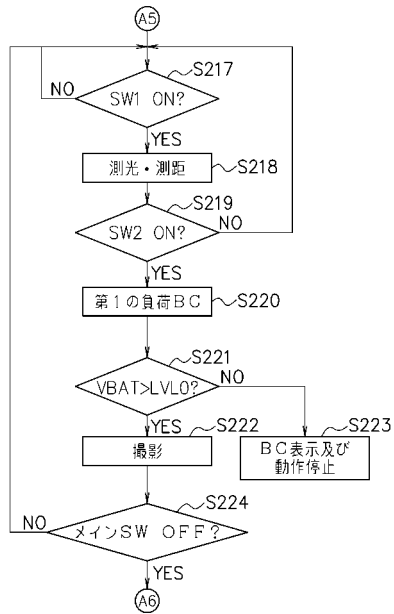 A5
S217
NO
SW1 ON?
YES
測光・測距
S218
S219
NO
SW2 ON?
YES
第1の負荷BC
S220
S221
NO
VBAT>LVL0?
YES
S222
S223
撮影
BC表示及び
動作停止
S224
NO
メインSW OFF?
YES
A6